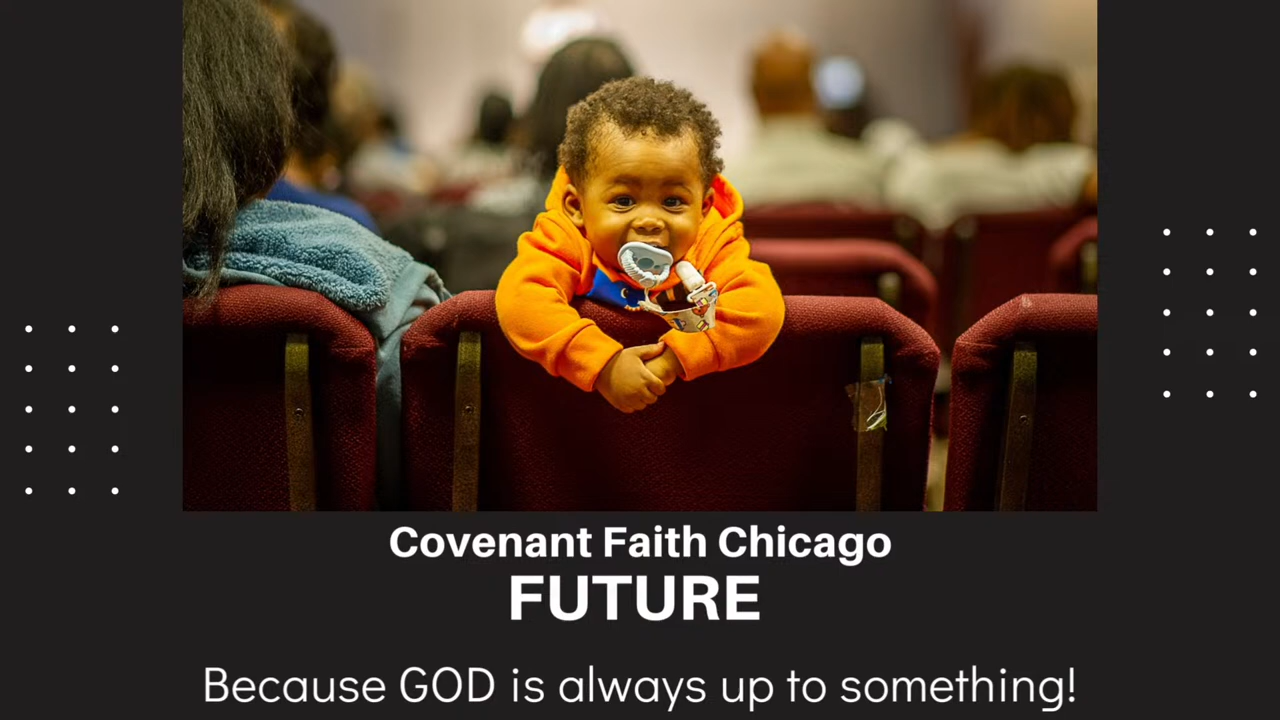 Covenant Faith Chicago
FUTURE
Because GOD is always up to something!